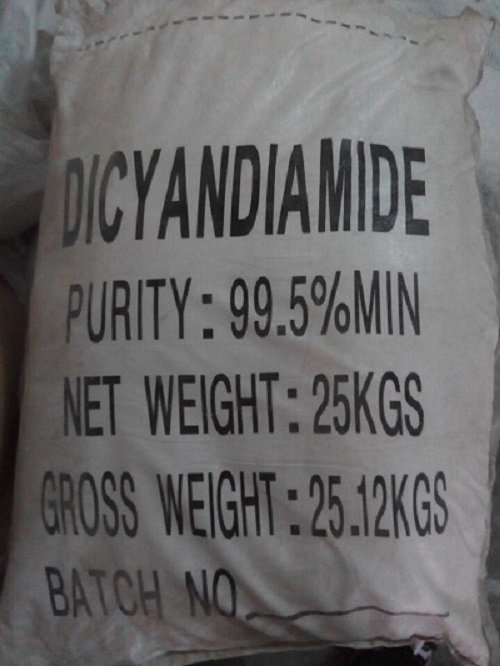 DICYANDIAMIDE
PURITY: 99.5%MIN
NET WEIGHT: 25KGS
GROSS WEIGHT: 25.12KGS
BATCH NO